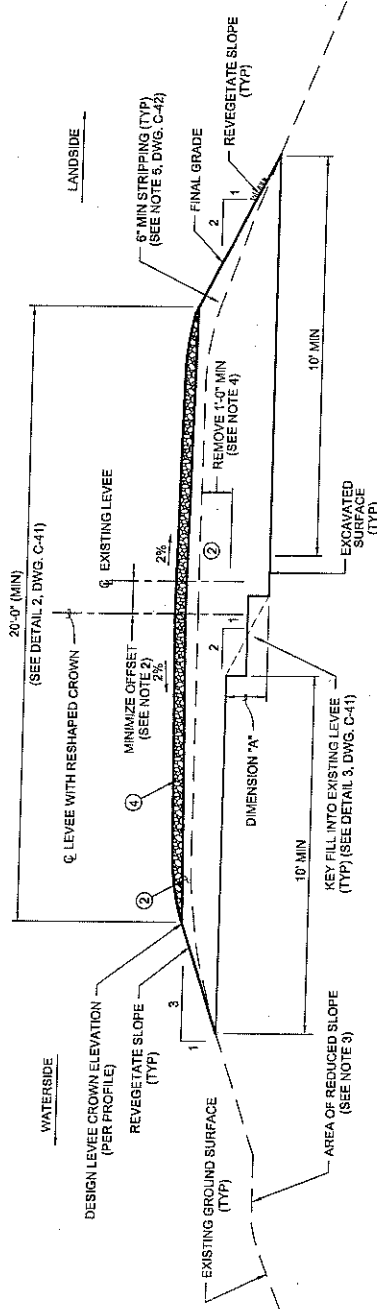 WATERSIDE
LANDSIDE
20'-0" (MIN)
(SEE DETAIL 2, DWG. C-41)
℄ LEVEE WITH RESHAPED CROWN
℄ EXISTING LEVEE
MINIMIZE OFFSET
(SEE NOTE 2)
2%
2%
DESIGN LEVEE CROWN ELEVATION
(PER PROFILE)
REVEGETATE SLOPE
(TYP)
3
1
2
4
6" MIN STRIPPING (TYP)
(SEE NOTE 5, DWG. C-42)
FINAL GRADE
REVEGETATE SLOPE
(TYP)
2
1
REMOVE 1'-0" MIN
(SEE NOTE 4)
2
2
1
DIMENSION "A"
10' MIN
10' MIN
EXISTING GROUND SURFACE
(TYP)
AREA OF REDUCED SLOPE
(SEE NOTE 3)
KEY FILL INTO EXISTING LEVEE
(TYP) (SEE DETAIL 3, DWG. C-41)
EXCAVATED
SURFACE
(TYP)